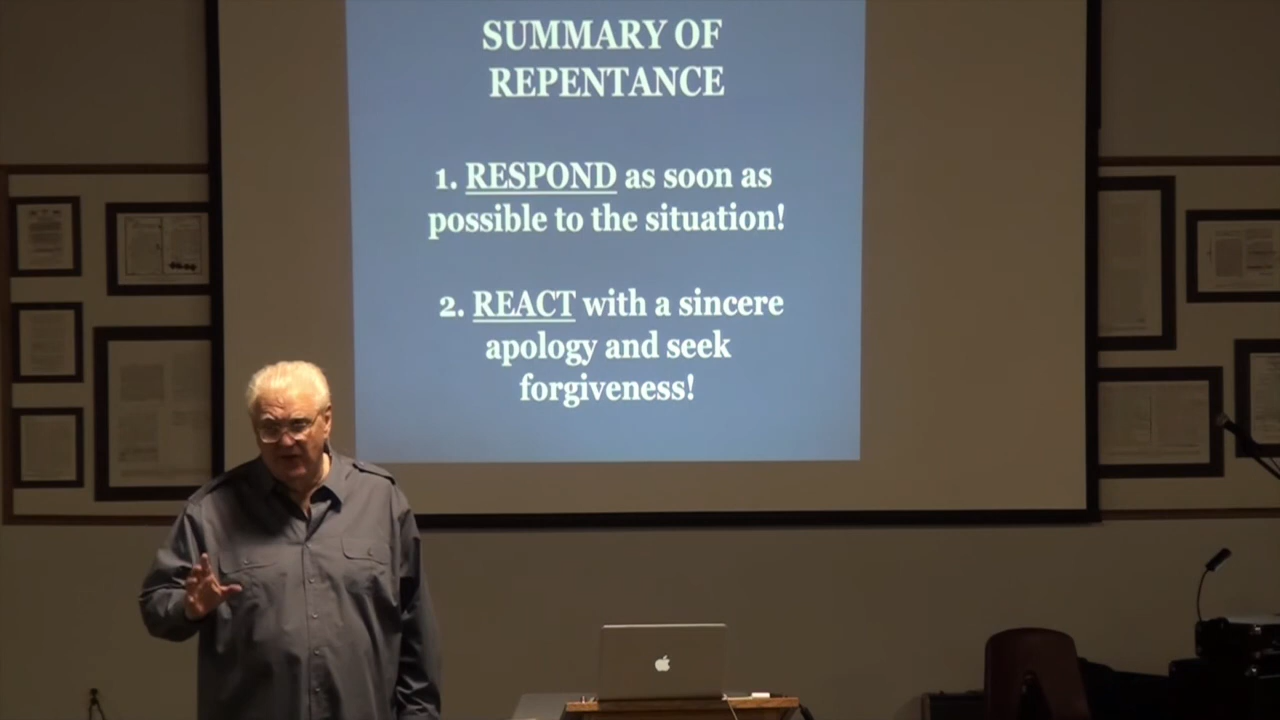 SUMMARY OF
REPENTANCE
1. RESPOND as soon as
possible to the situation!
2. REACT with a sincere
apology and seek
forgiveness!